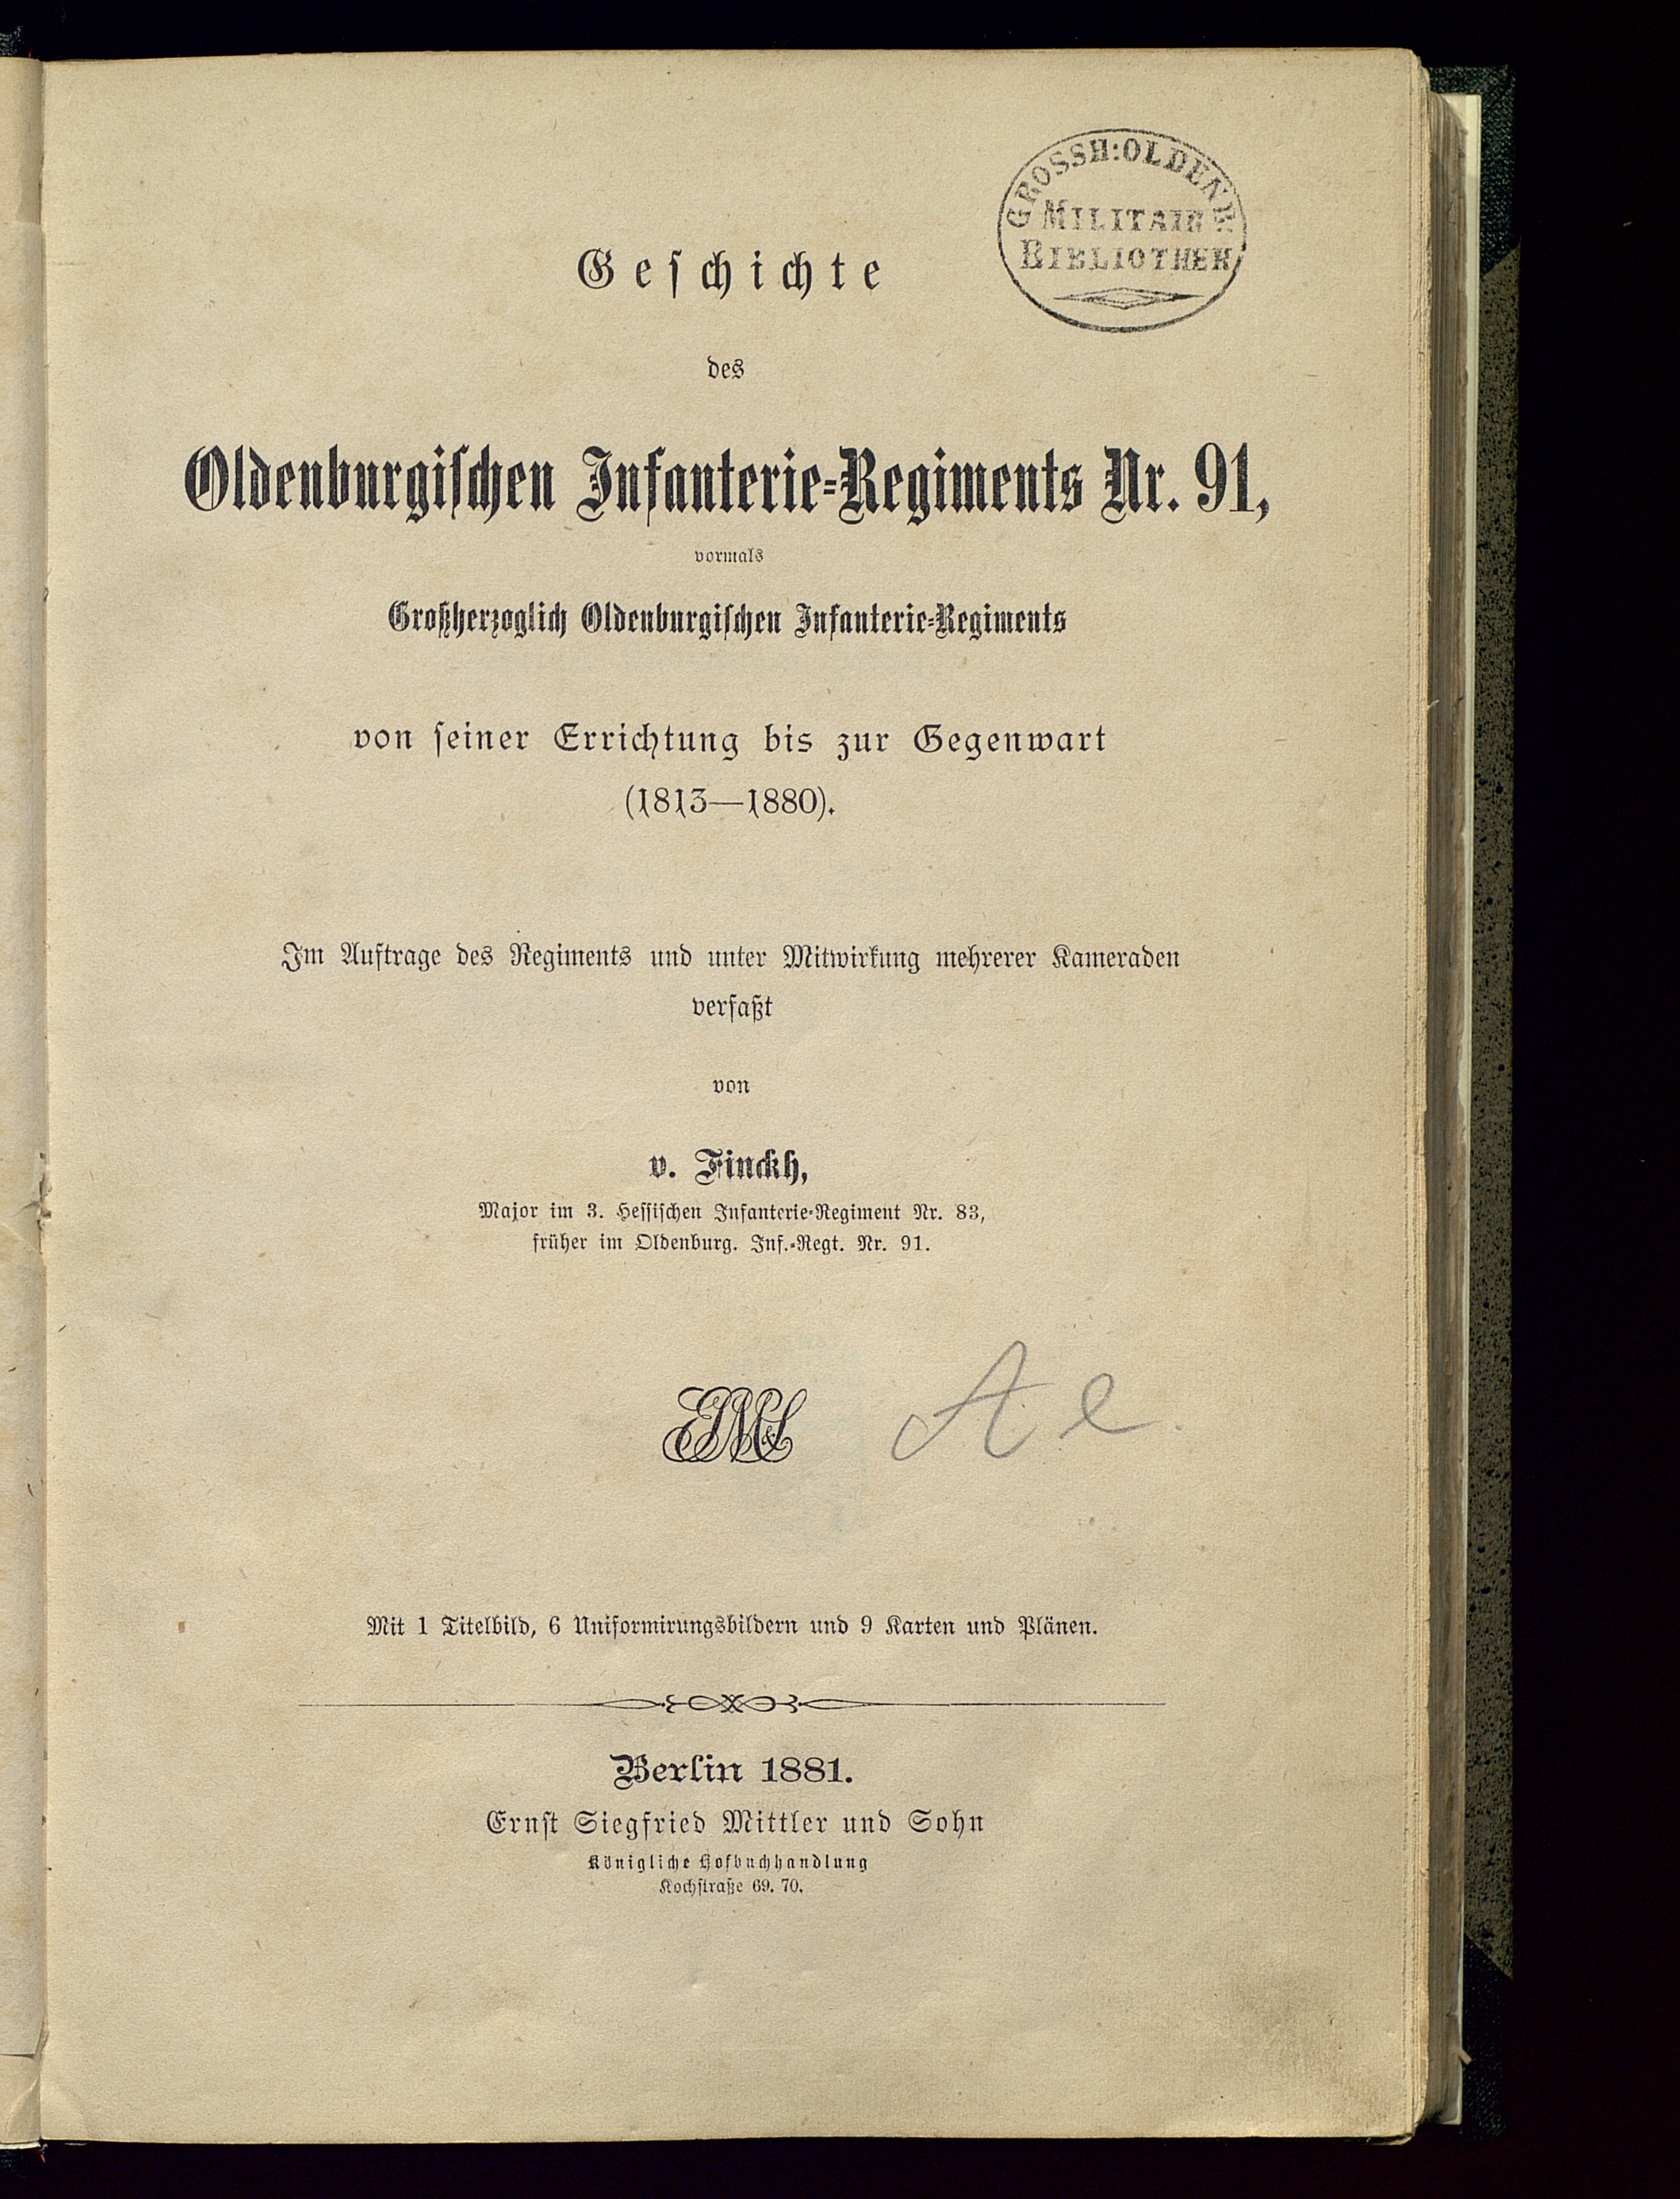 GROSSH:OLDENB
MILITAIR
BIBLIOTHEK
Geschichte
des
Oldenburgischen Infanterie-Regiments Nr. 91,
vormals
Großherzoglich Oldenburgischen Infanterie-Regiments
von seiner Errichtung bis zur Gegenwart
(1813—1880).
Im Auftrage des Regiments und unter Mitwirkung mehrerer Kameraden
verfaßt
von
v. Finckh,
Major im 3. Hessischen Infanterie-Regiment Nr. 83,
früher im Oldenburg. Inf.-Regt. Nr. 91.
A e
Mit 1 Titelbild, 6 Uniformirungsbildern und 9 Karten und Plänen.
Berlin 1881.
Ernst Siegfried Mittler und Sohn
Königliche Hofbuchhandlung
Kochstraße 69. 70.